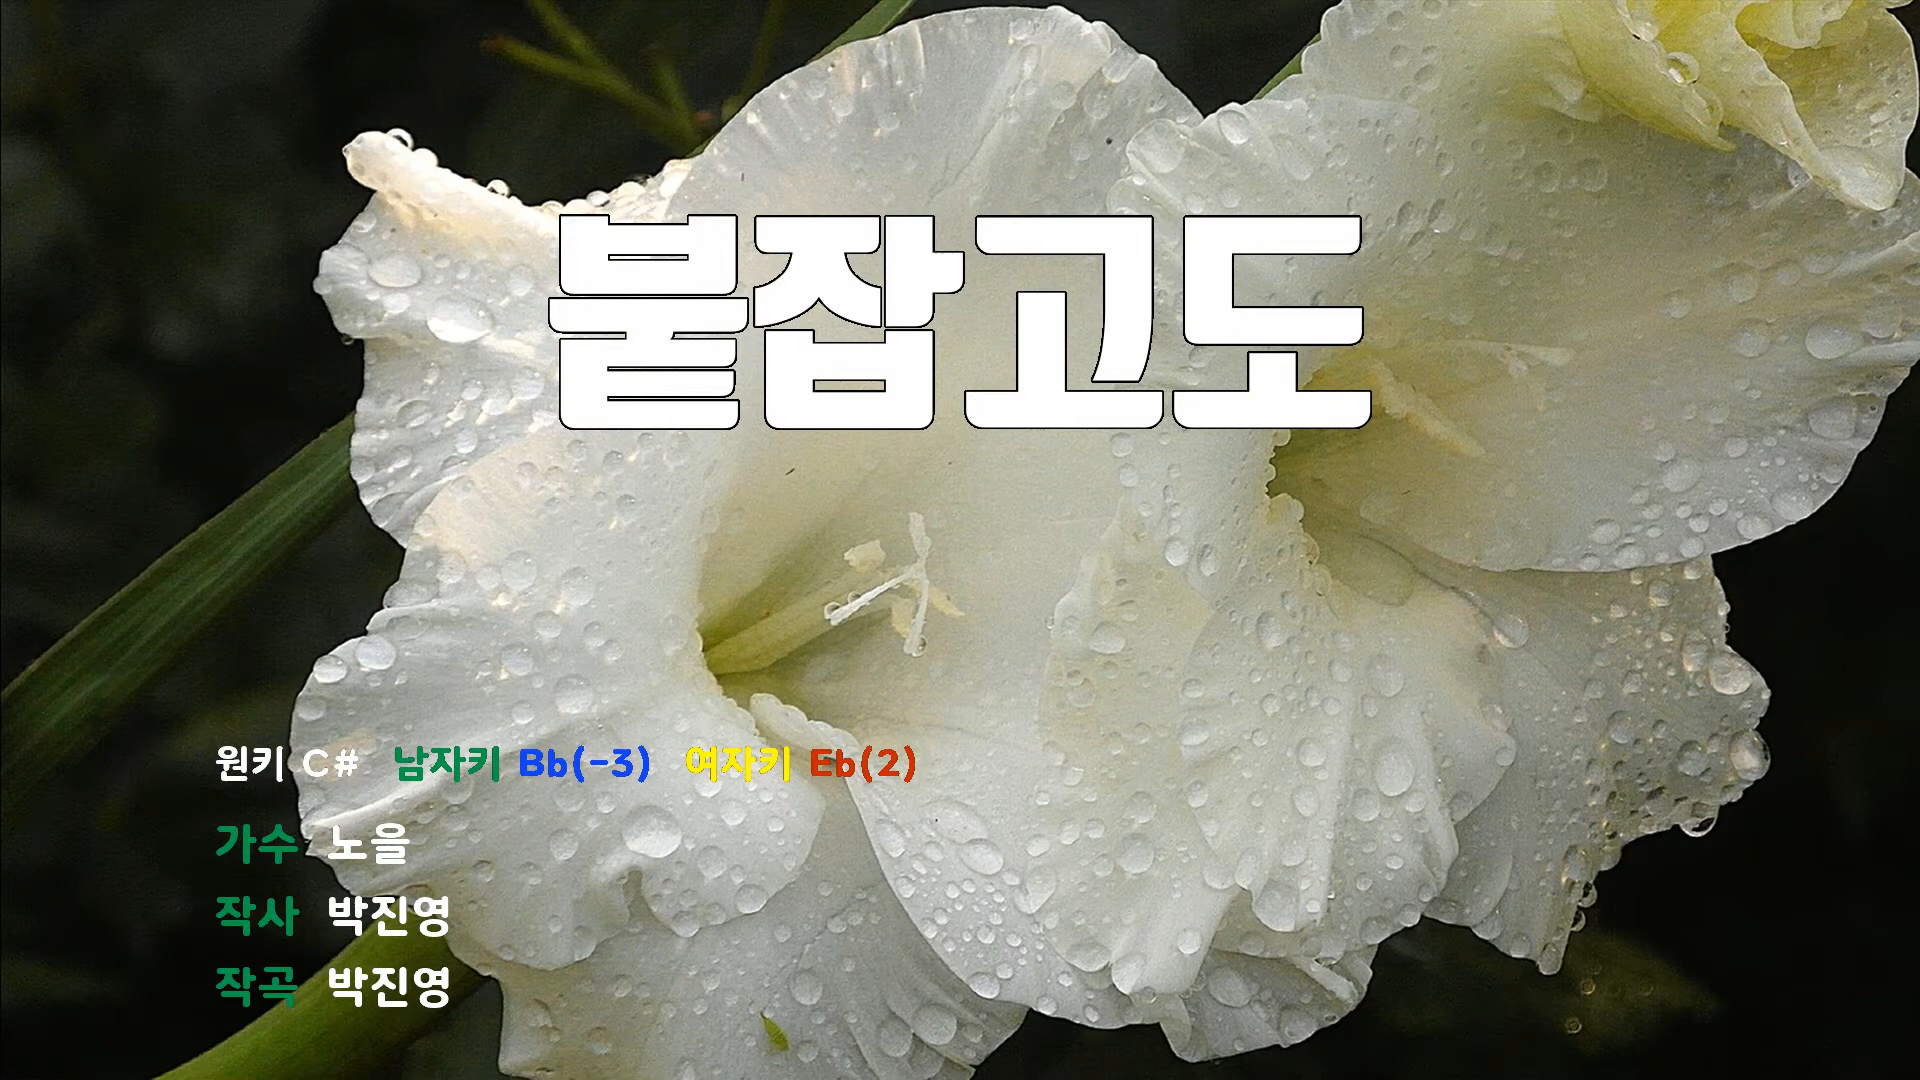 붙잡고도
원키 C# 남자키 Bb(-3) 여자키 Eb(2)
가수 노을
작사 박진영
작곡 박진영